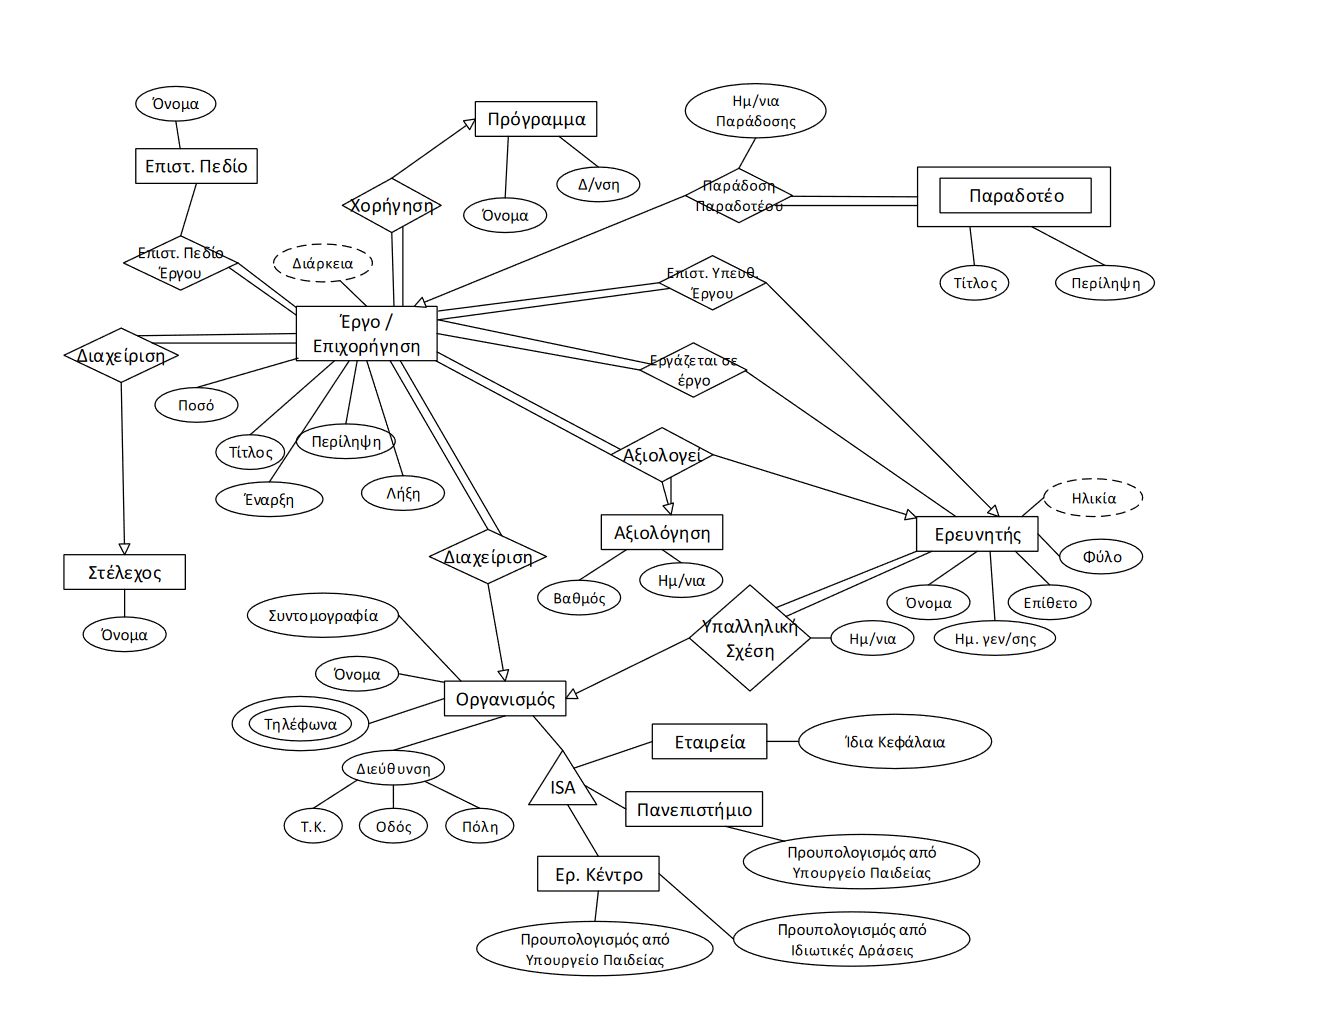 Όνομα
Επιστ. Πεδίο
Πρόγραμμα
Ημ/νια
Παράδοσης
Δ/νση
Όνομα
Χορήγηση
Παράδοση
Παραδοτέου
Παραδοτέο
Επιστ. Πεδίο
Έργου
Διάρκεια
Επιστ. Υπευθ.
Έργου
Τίτλος
Περίληψη
Έργο /
Επιχορήγηση
Διαχείριση
Εργάζεται σε
έργο
Ποσό
Τίτλος
Περίληψη
Έναρξη
Λήξη
Αξιολογεί
Αξιολόγηση
Ερευνητής
Ηλικία
Φύλο
Διαχείριση
Στέλεχος
Όνομα
Βαθμός
Ημ/νια
Όνομα
Επίθετο
Ημ. γεν/σης
Συντομογραφία
Υπαλληλική
Σχέση
Ημ/νια
Όνομα
Οργανισμός
Τηλέφωνα
Διεύθυνση
Τ.Κ.
Οδός
Πόλη
ISA
Εταιρεία
Ίδια Κεφάλαια
Πανεπιστήμιο
Προυπολογισμός από
Υπουργείο Παιδείας
Ερ. Κέντρο
Προυπολογισμός από
Υπουργείο Παιδείας
Προυπολογισμός από
Ιδιωτικές Δράσεις